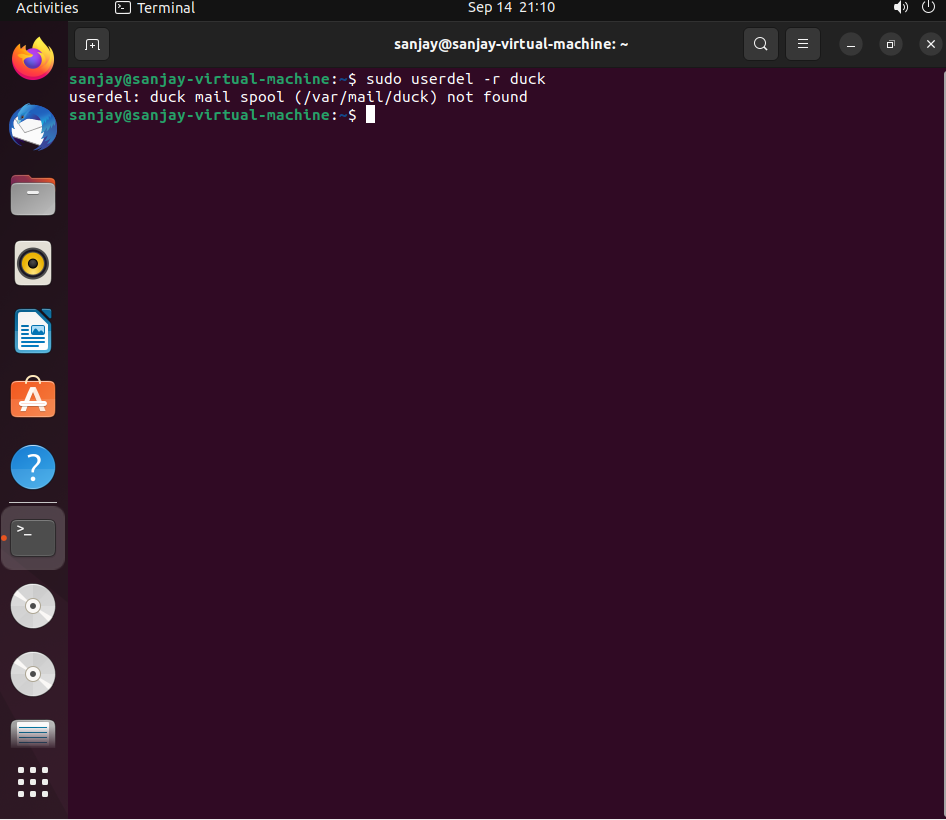 Activities Terminal Sep 14 21:10
sanjay@sanjay-virtual-machine: ~
sanjay@sanjay-virtual-machine:~$ sudo userdel -r duck
userdel: duck mail spool (/var/mail/duck) not found
sanjay@sanjay-virtual-machine:~$